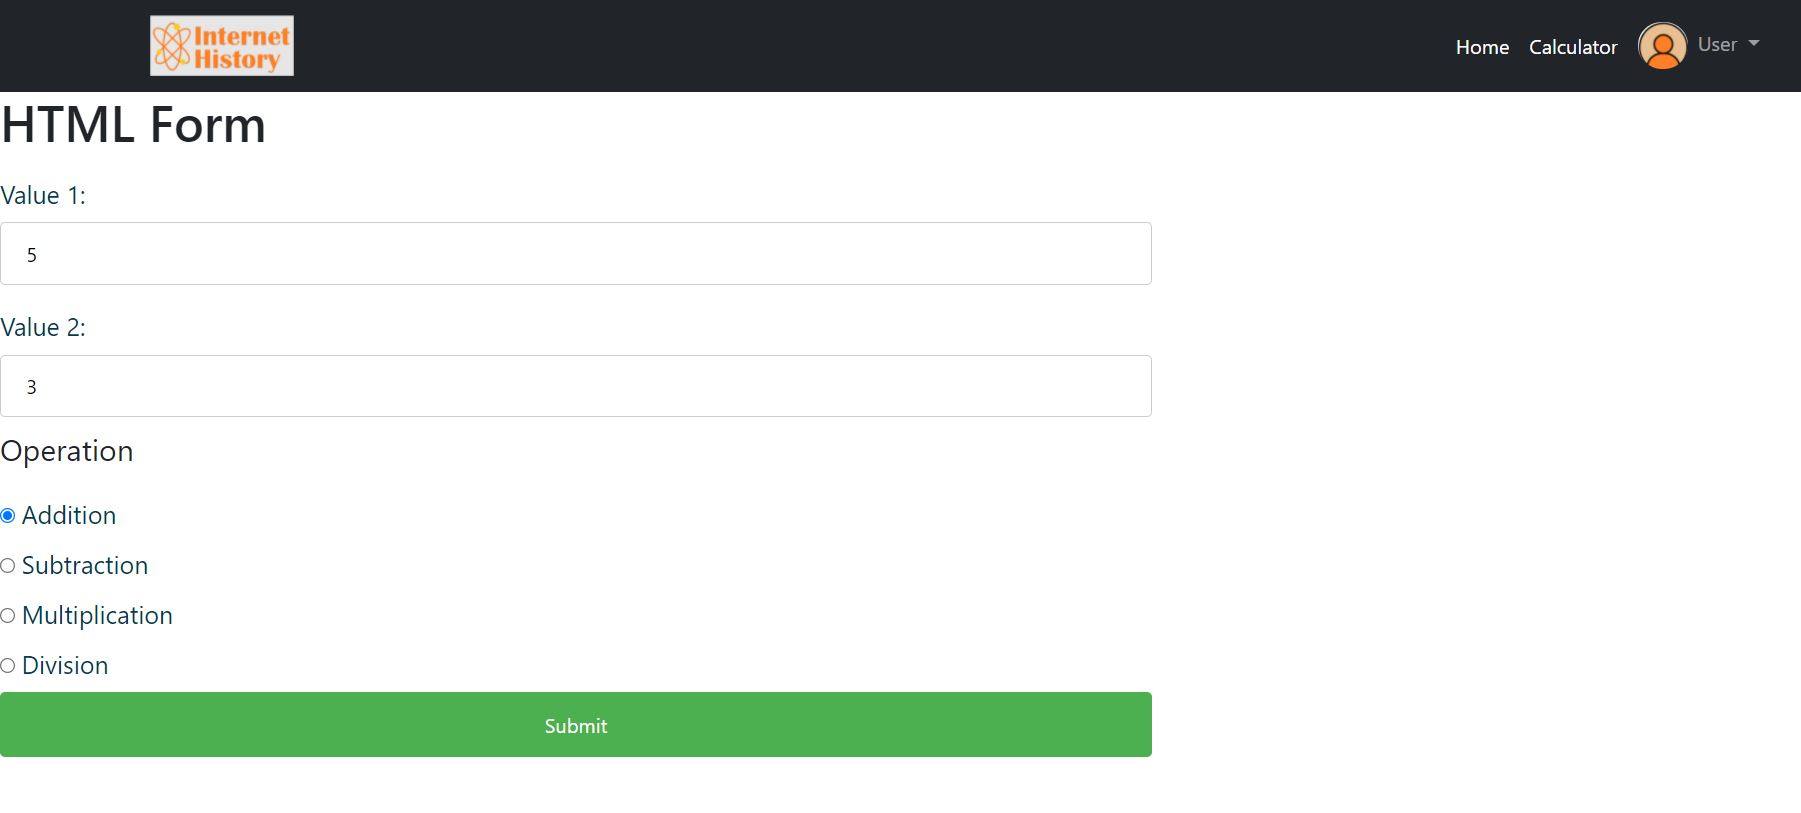 Internet
History
Home Calculator User
HTML Form
Value 1:
5
Value 2:
3
Operation
Addition
Subtraction
Multiplication
Division
Submit